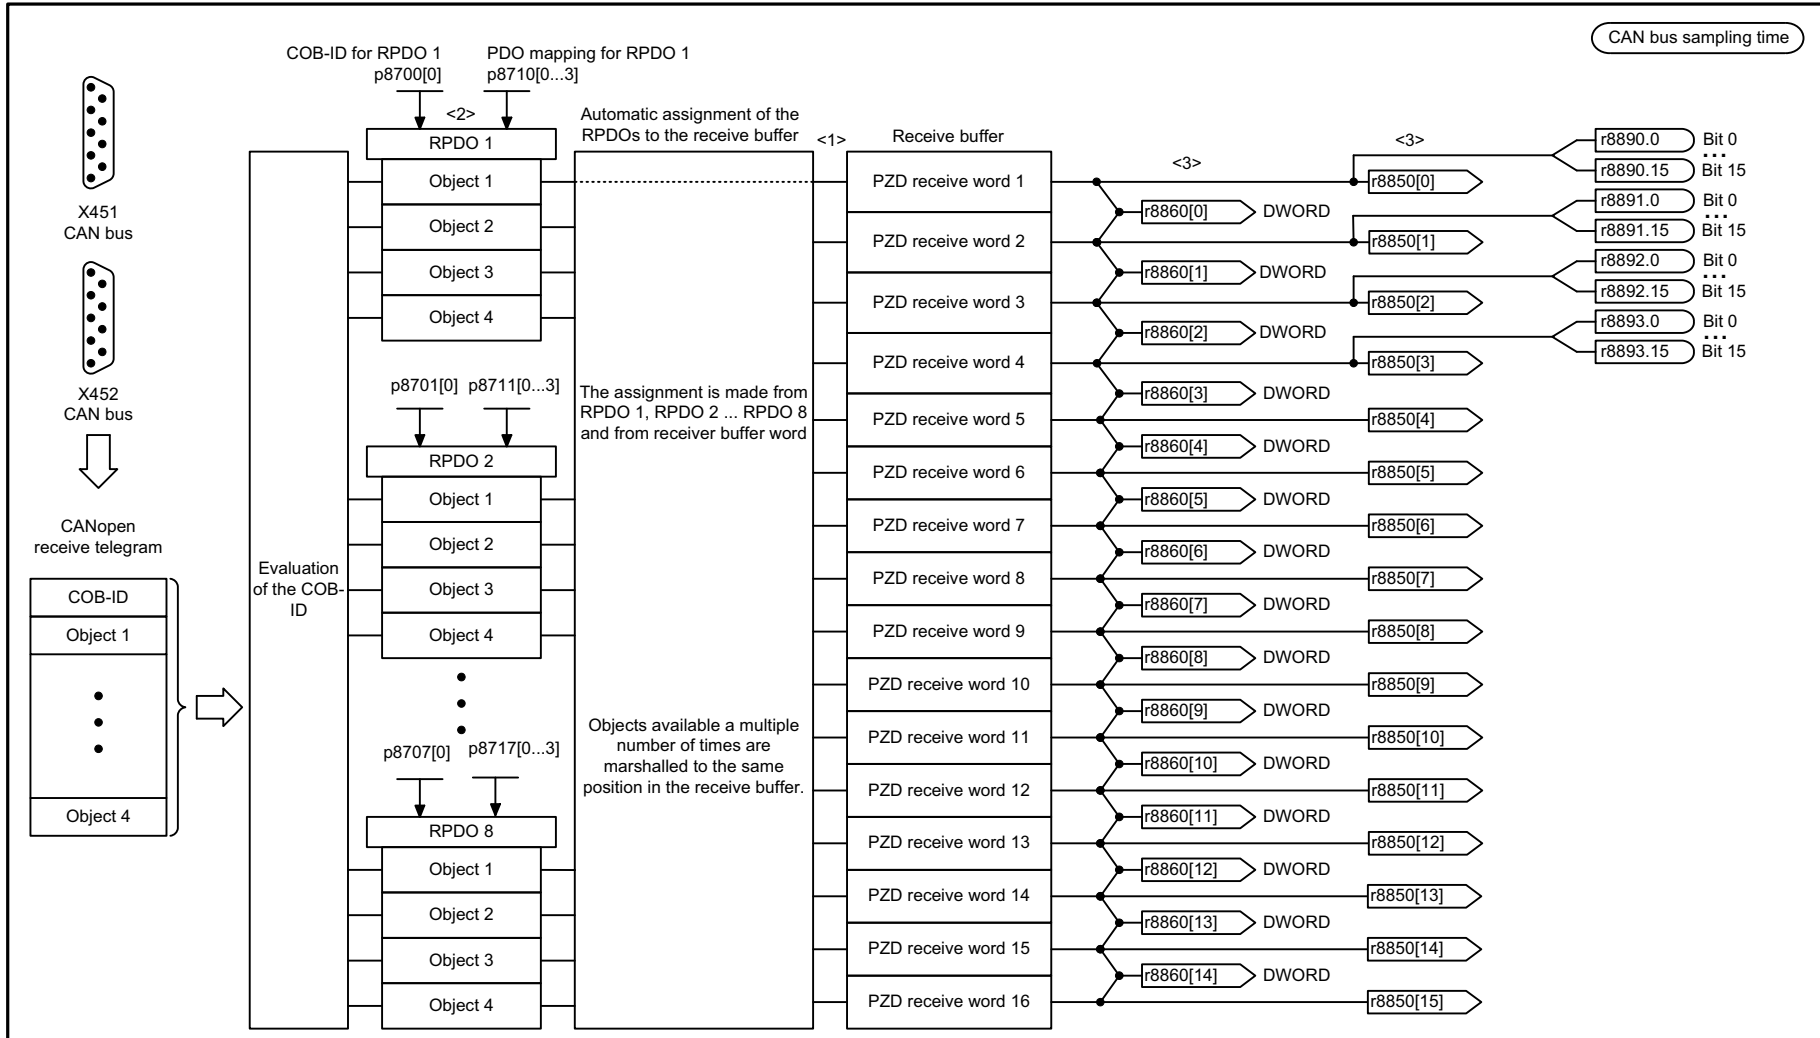 CAN bus sampling time
COB-ID for RPDO 1
p8700[0]
PDO mapping for RPDO 1
p8710[0...3]
<2>
X451
CAN bus
X452
CAN bus
CANopen
receive telegram
COB-ID
Object 1
Object 4
Evaluation
of the COB-
ID
RPDO 1
Object 1
Object 2
Object 3
Object 4
p8701[0]
p8711[0...3]
RPDO 2
Object 1
Object 2
Object 3
Object 4
p8707[0]
p8717[0...3]
RPDO 8
Object 1
Object 2
Object 3
Object 4
Automatic assignment of the
RPDOs to the receive buffer
The assignment is made from
RPDO 1, RPDO 2 ... RPDO 8
and from receiver buffer word
Objects available a multiple
number of times are
marshalled to the same
position in the receive buffer.
<1>
Receive buffer
PZD receive word 1
PZD receive word 2
PZD receive word 3
PZD receive word 4
PZD receive word 5
PZD receive word 6
PZD receive word 7
PZD receive word 8
PZD receive word 9
PZD receive word 10
PZD receive word 11
PZD receive word 12
PZD receive word 13
PZD receive word 14
PZD receive word 15
PZD receive word 16
<3>
r8860[0] DWORD
r8860[1] DWORD
r8860[2] DWORD
r8860[3] DWORD
r8860[4] DWORD
r8860[5] DWORD
r8860[6] DWORD
r8860[7] DWORD
r8860[8] DWORD
r8860[9] DWORD
r8860[10] DWORD
r8860[11] DWORD
r8860[12] DWORD
r8860[13] DWORD
r8860[14] DWORD
<3>
r8850[0]
r8850[1]
r8850[2]
r8850[3]
r8850[4]
r8850[5]
r8850[6]
r8850[7]
r8850[8]
r8850[9]
r8850[10]
r8850[11]
r8850[12]
r8850[13]
r8850[14]
r8850[15]
r8890.0 Bit 0
...
r8890.15 Bit 15
r8891.0 Bit 0
...
r8891.15 Bit 15
r8892.0 Bit 0
...
r8892.15 Bit 15
r8893.0 Bit 0
...
r8893.15 Bit 15